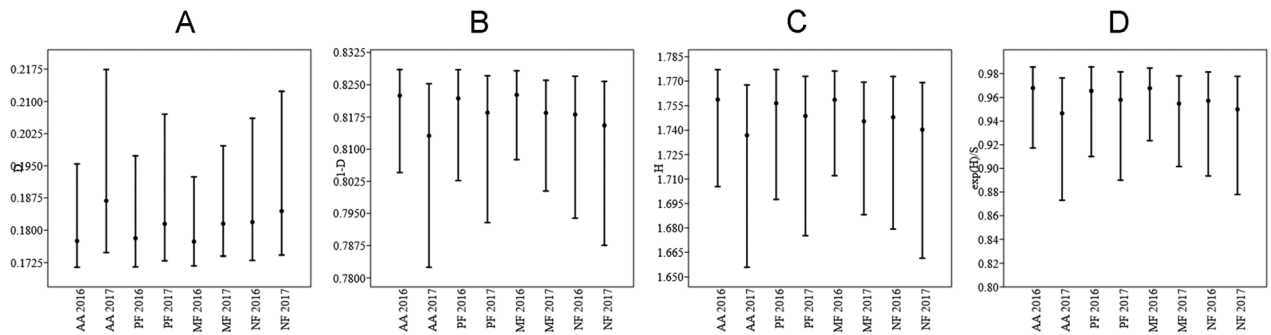 A
B
C
D
0.2175
0.2100
0.2025
0.1950
0.1875
0.1800
0.1725
D
AA 2016
AA 2017
PF 2016
PF 2017
MF 2016
MF 2017
NF 2016
NF 2017
0.8325
0.8250
0.8175
0.8100
0.8025
0.7950
0.7875
0.7800
1-D
AA 2016
AA 2017
PF 2016
PF 2017
MF 2016
MF 2017
NF 2016
NF 2017
1.785
1.770
1.755
1.740
1.725
1.710
1.695
1.680
1.665
1.650
H
AA 2016
AA 2017
PF 2016
PF 2017
MF 2016
MF 2017
NF 2016
NF 2017
0.98
0.96
0.94
0.92
0.90
0.88
0.86
0.84
0.82
0.80
exp(H)/S
AA 2016
AA 2017
PF 2016
PF 2017
MF 2016
MF 2017
NF 2016
NF 2017